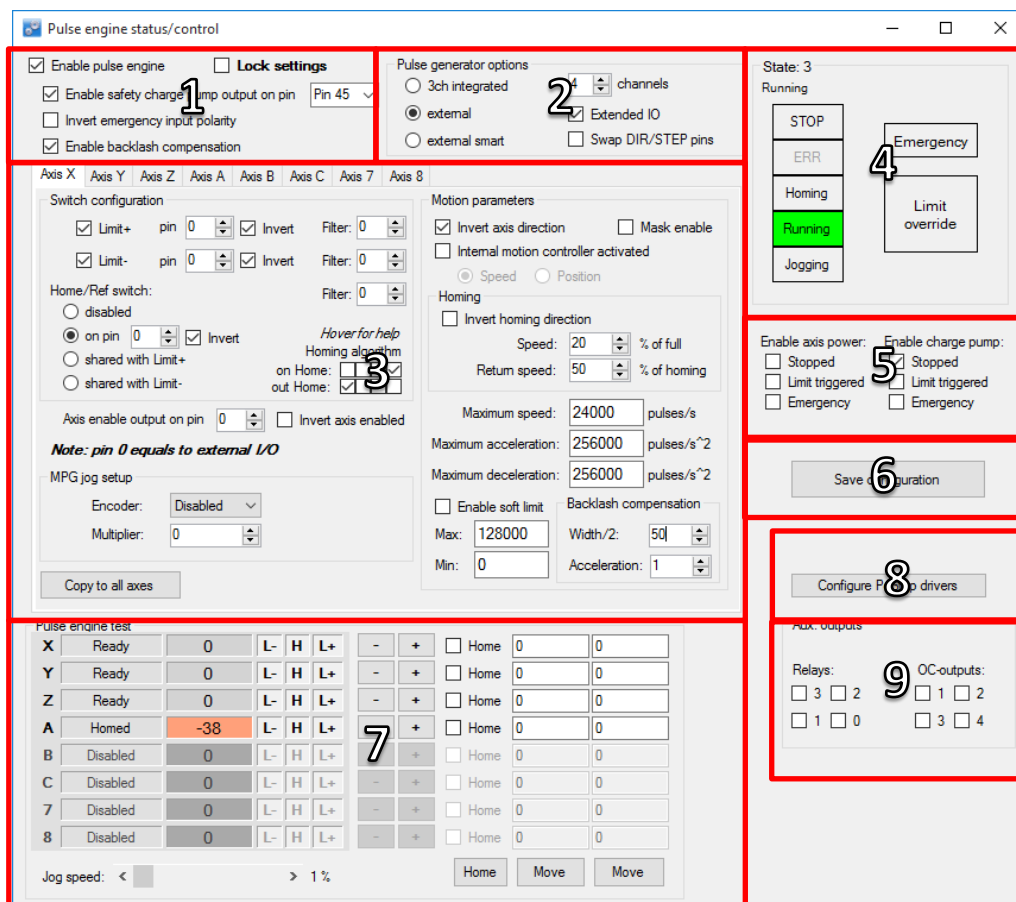 Pulse engine status/control
Enable pulse engine
Lock settings
Enable safety charge pump output on pin
Pin 45
Invert emergency input polarity
Enable backlash compensation
1
Pulse generator options
3ch integrated
4 channels
external
Extended IO
external smart
Swap DIR/STEP pins
2
State: 3
Running
STOP
ERR
Homing
Running
Jogging
Emergency
Limit
override
4
Axis X Axis Y Axis Z Axis A Axis B Axis C Axis 7 Axis 8
Switch configuration
Limit+ pin 0 Invert Filter: 0
Limit- pin 0 Invert Filter: 0
Home/Ref switch: Filter: 0
disabled
on pin 0 Invert
Hover for help
shared with Limit+
Homing algorithm
on Home:
shared with Limit-
out Home:
3
Axis enable output on pin 0 Invert axis enabled
Note: pin 0 equals to external I/O
MPG jog setup
Encoder: Disabled
Multiplier: 0
Copy to all axes
Motion parameters
Invert axis direction Mask enable
Internal motion controller activated
Speed Position
Homing
Invert homing direction
Speed: 20 % of full
Return speed: 50 % of homing
Maximum speed: 24000 pulses/s
Maximum acceleration: 256000 pulses/s^2
Maximum deceleration: 256000 pulses/s^2
Enable soft limit
Max: 128000
Min: 0
Backlash compensation
Width/2: 50
Acceleration: 1
Enable axis power: Enable charge pump:
Stopped Stopped
Limit triggered Limit triggered
Emergency Emergency
5
Save configuration
6
Configure drivers
8
Aux. outputs
Relays: OC-outputs:
3 2 1 2
1 0 3 4
9
Pulse engine test
X Ready 0 L- H L+ - + Home 0 0
Y Ready 0 L- H L+ - + Home 0 0
Z Ready 0 L- H L+ - + Home 0 0
A Homed -38 L- H L+ + Home 0 0
B Disabled 0 L- H L+ + Home 0 0
C Disabled 0 L- H L+ - + Home 0 0
7 Disabled 0 L- H L+ - + Home 0 0
8 Disabled 0 L- H L+ - + Home 0 0
7
Jog speed: < > 1 %
Home Move Move